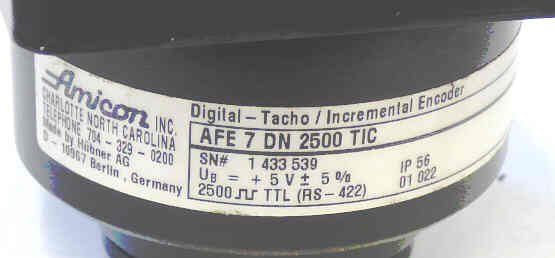 Amicon INC.
CHARLOTTE NORTH CAROLINA
TELEPHONE 704 - 329 - 0200
made by Hübner AG
D - 10967 Berlin, Germany
Digital - Tacho / Incremental Encoder
AFE 7 DN 2500 TIC
SN# 1 433 539 IP 56
UB = + 5 V ± 5 % 01 022
2500 ⎍⎍ TTL (RS-422)